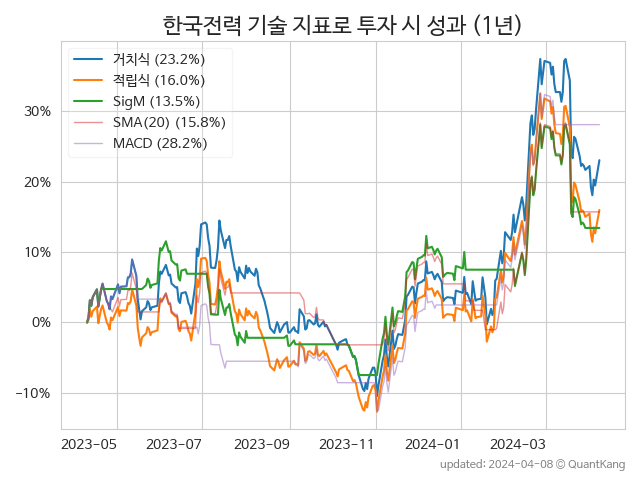 한국전력 기술 지표로 투자 시 성과 (1년)
거치식 (23.2%)
적립식 (16.0%)
SigM (13.5%)
SMA(20) (15.8%)
MACD (28.2%)
30%
20%
10%
0%
−10%
2023-05 2023-07 2023-09 2023-11 2024-01 2024-03
updated: 2024-04-08 © QuantKang